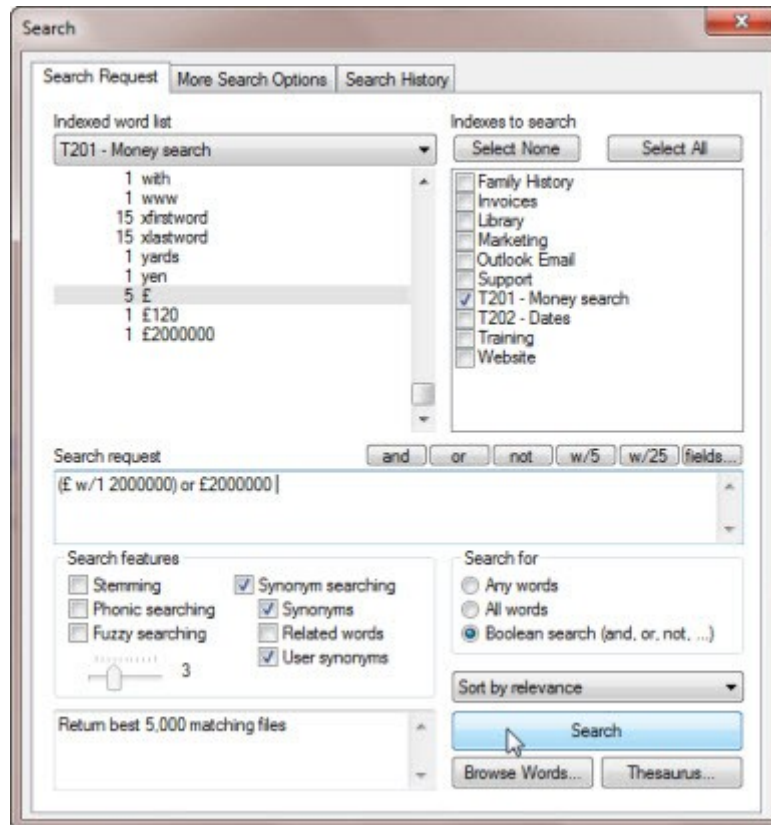 Search
Search Request More Search Options Search History
Indexed word list
T201 - Money search
1 with
1 www
15 xfirstword
15 xlastword
1 yards
1 yen
5 £
1 £120
1 £2000000
Indexes to search
Select None Select All
Family History
Invoices
Library
Marketing
Outlook Email
Support
T201 - Money search
T202 - Dates
Training
Website
Search request and or not w/5 w/25 fields...
(£ w/1 2000000) or £2000000
Search features
Stemming
Phonic searching
Fuzzy searching
3
Synonym searching
Synonyms
Related words
User synonyms
Search for
Any words
All words
Boolean search (and, or, not, ...)
Sort by relevance
Return best 5,000 matching files
Search
Browse Words... Thesaurus...